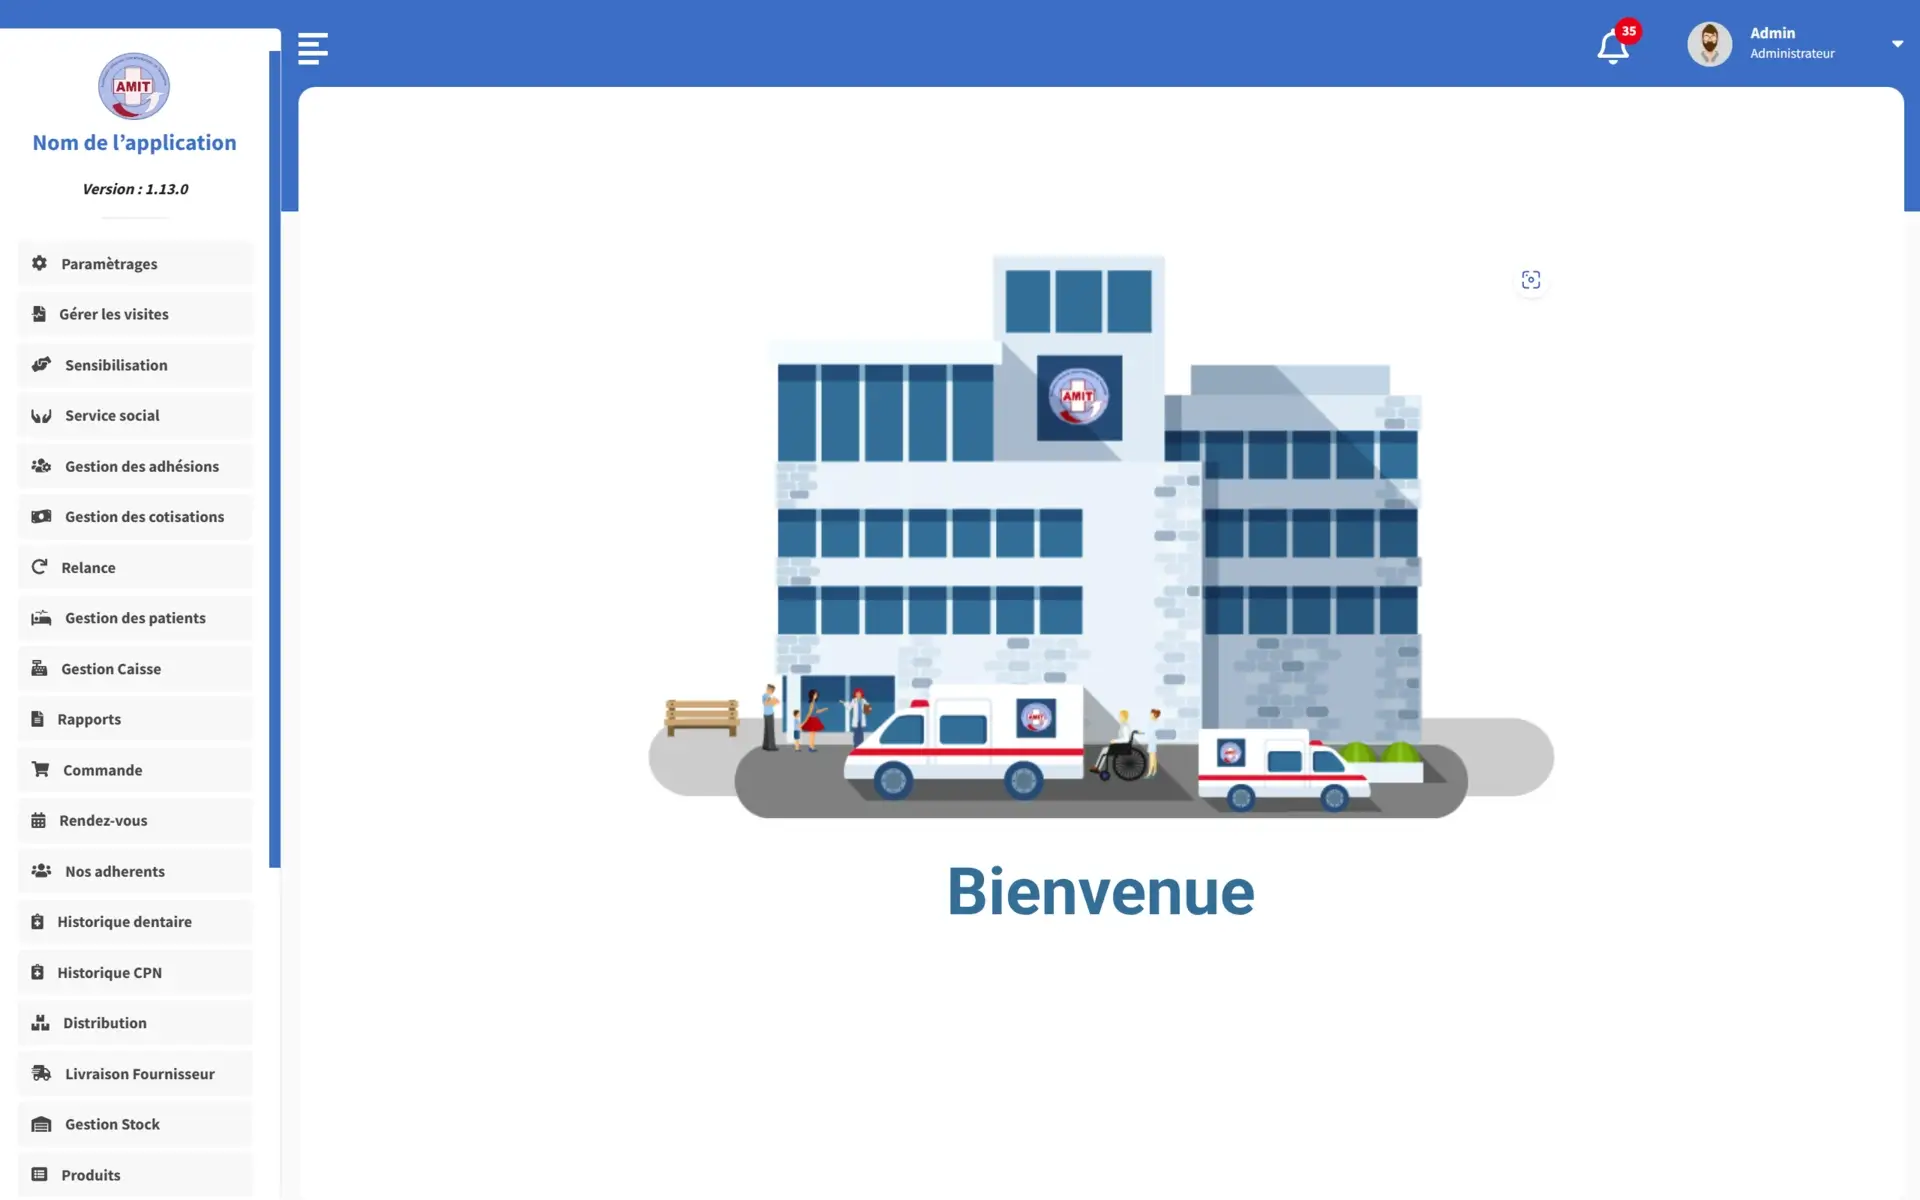 AMIT
Nom de l’application
Version : 1.13.0
Paramètrages
Gérer les visites
Sensibilisation
Service social
Gestion des adhésions
Gestion des cotisations
Relance
Gestion des patients
Gestion Caisse
Rapports
Commande
Rendez-vous
Nos adherents
Historique dentaire
Historique CPN
Distribution
Livraison Fournisseur
Gestion Stock
Produits
35
Admin
Administrateur
AMIT
AMIT
AMIT
Bienvenue